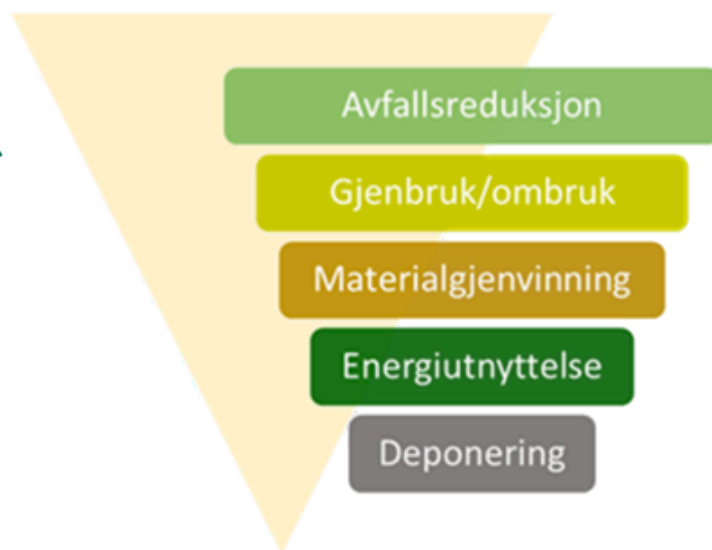 Avfallsreduksjon
Gjenbruk/ombruk
Materialgjenvinning
Energiutnyttelse
Deponering